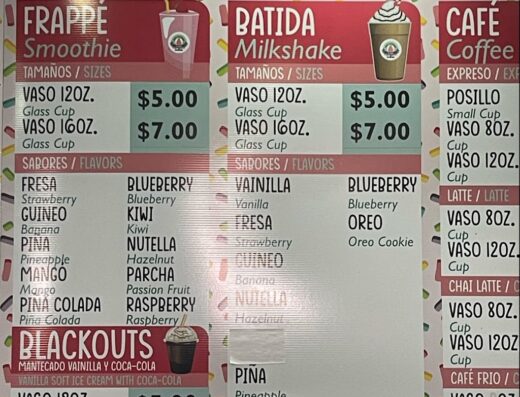 FRAPPÉ
Smoothie
TAMAÑOS / SIZES
VASO 12OZ.
Glass Cup
$5.00
VASO 16OZ.
Glass Cup
$7.00
SABORES / FLAVORS
FRESA
Strawberry
GUINEO
Banana
PIÑA
Pineapple
MANGO
Mango
PIÑA COLADA
Piña Colada
BLUEBERRY
Blueberry
KIWI
Kiwi
NUTELLA
Hazelnut
PARCHA
Passion Fruit
RASPBERRY
Raspberry
BLACKOUTS
MANTECADO VAINILLA Y COCA-COLA
VANILLA SOFT ICE CREAM WITH COCA-COLA
BATIDA
Milkshake
TAMAÑOS / SIZES
VASO 12OZ.
Glass Cup
$5.00
VASO 16OZ.
Glass Cup
$7.00
SABORES / FLAVORS
VAINILLA
Vanilla
FRESA
Strawberry
GUINEO
Banana
NUTELLA
Hazelnut
PIÑA
Pineapple
BLUEBERRY
Blueberry
OREO
Oreo Cookie
CAFÉ
Coffee
EXPRESO /
POSILLO
Small Cup
VASO 8OZ.
Cup
VASO 12OZ
Cup
LATTE / LATTE
VASO 8OZ.
Cup
VASO 12OZ
Cup
CHAI LATTE /
VASO 8OZ.
Cup
VASO 12OZ
Cup
CAFÉ FRIO /